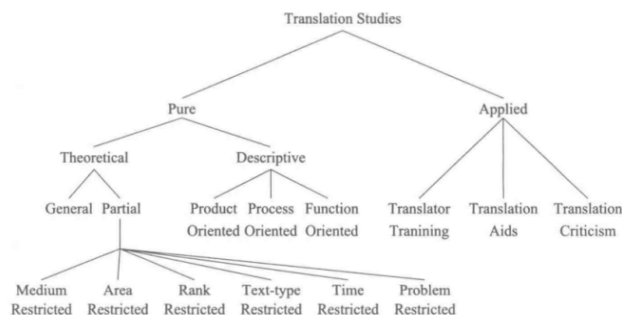 Translation Studies
Pure Applied
Theoretical Descriptive
General Partial Product Process Function Translator Translation Translation
Oriented Oriented Oriented Tranining Aids Criticism
Medium Area Rank Text-type Time Problem
Restricted Restricted Restricted Restricted Restricted Restricted